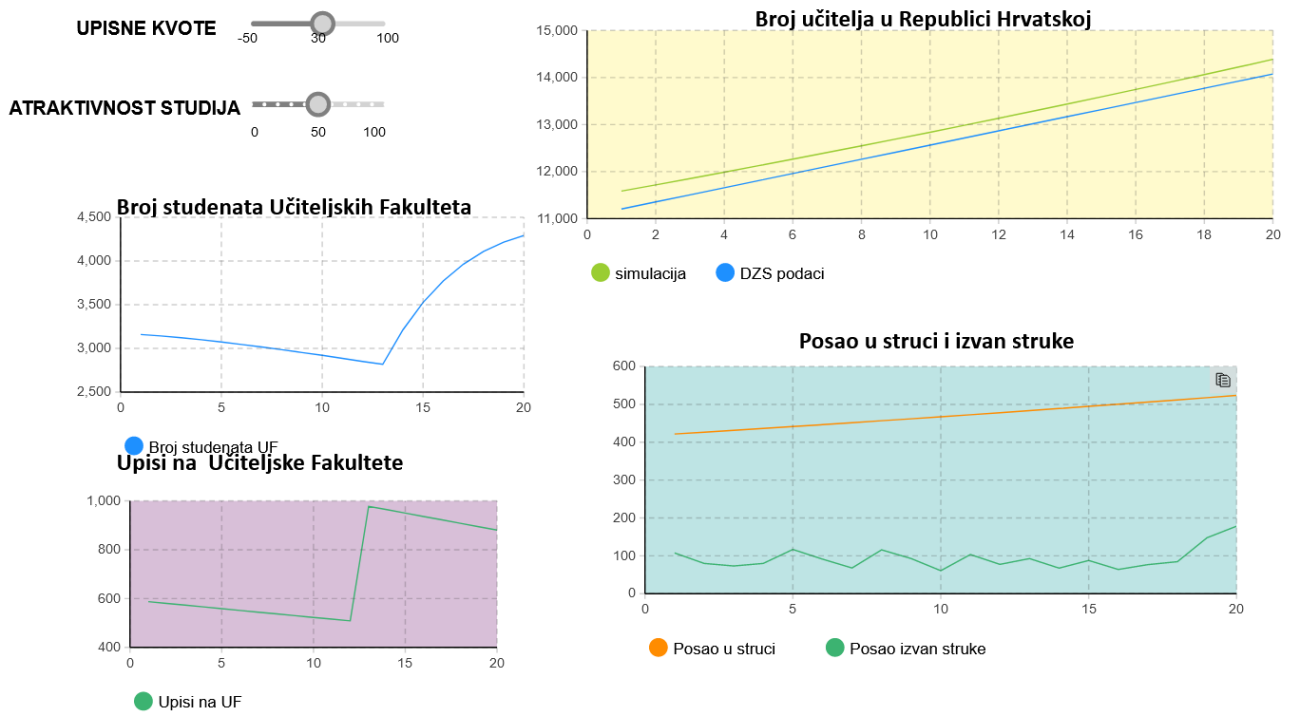 UPISNE KVOTE
-50 30 100
ATRAKTIVNOST STUDIJA
0 50 100
Broj učitelja u Republici Hrvatskoj
15,000
14,000
13,000
12,000
11,000
0 2 4 6 8 10 12 14 16 18 20
simulacija DZS podaci
Broj studenata Učiteljskih Fakulteta
4,500
4,000
3,500
3,000
2,500
0 5 10 15 20
Broj studenata UF
Upisi na Učiteljske Fakultete
1,000
800
600
400
0 5 10 15 20
Upisi na UF
Posao u struci i izvan struke
600
500
400
300
200
100
0
0 5 10 15 20
Posao u struci Posao izvan struke